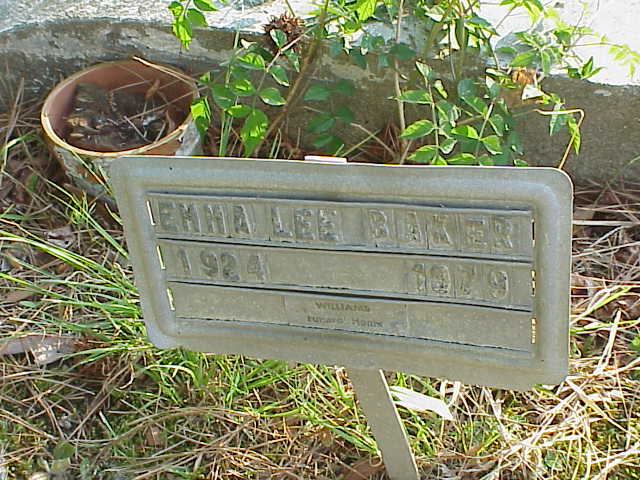 EMMA LEE BAKER
1924 1979
WILLIAMS
Funeral Home